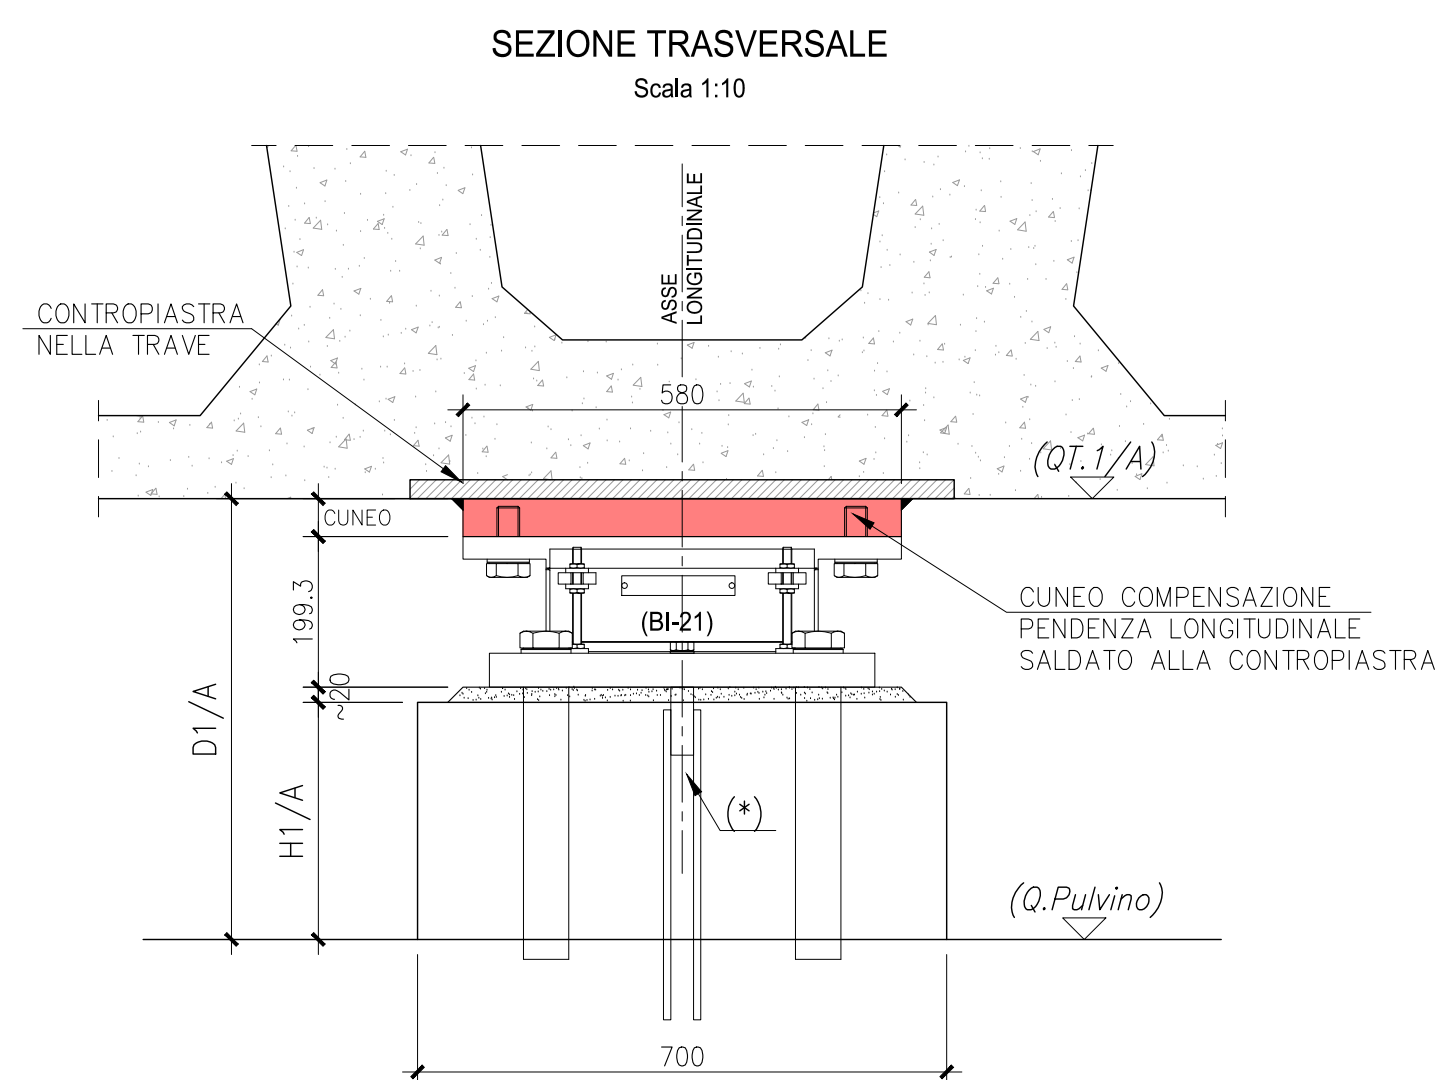 SEZIONE TRASVERSALE
Scala 1:10
ASSE
LONGITUDINALE
CONTROPIASTRA
NELLA TRAVE
580
(QT.1/A)
CUNEO
199.3
(BI-21)
CUNEO COMPENSAZIONE
PENDENZA LONGITUDINALE
SALDATO ALLA CONTROPIASTRA
~20
D1/A
H1/A
(*)
(Q.Pulvino)
700